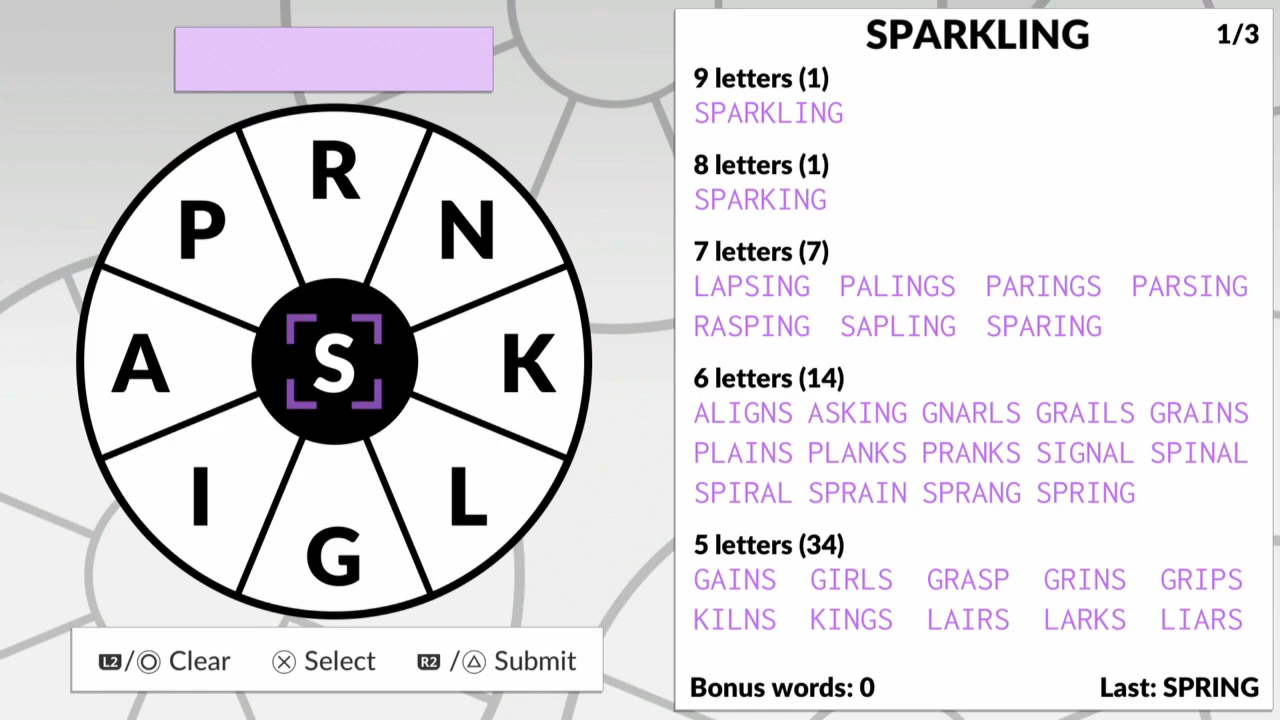 SPARKLING 1/3
9 letters (1)
SPARKLING
8 letters (1)
SPARKING
7 letters (7)
LAPSING PALINGS PARINGS PARSING
RASPING SAPLING SPARING
6 letters (14)
ALIGNS ASKING GNARLS GRAILS GRAINS
PLAINS PLANKS PRANKS SIGNAL SPINAL
SPIRAL SPRAIN SPRANG SPRING
5 letters (34)
GAINS GIRLS GRASP GRINS GRIPS
KILNS KINGS LAIRS LARKS LIARS
Bonus words: 0 Last: SPRING
R
P N
A S K
I L
G
L2/O Clear X Select R2/△ Submit